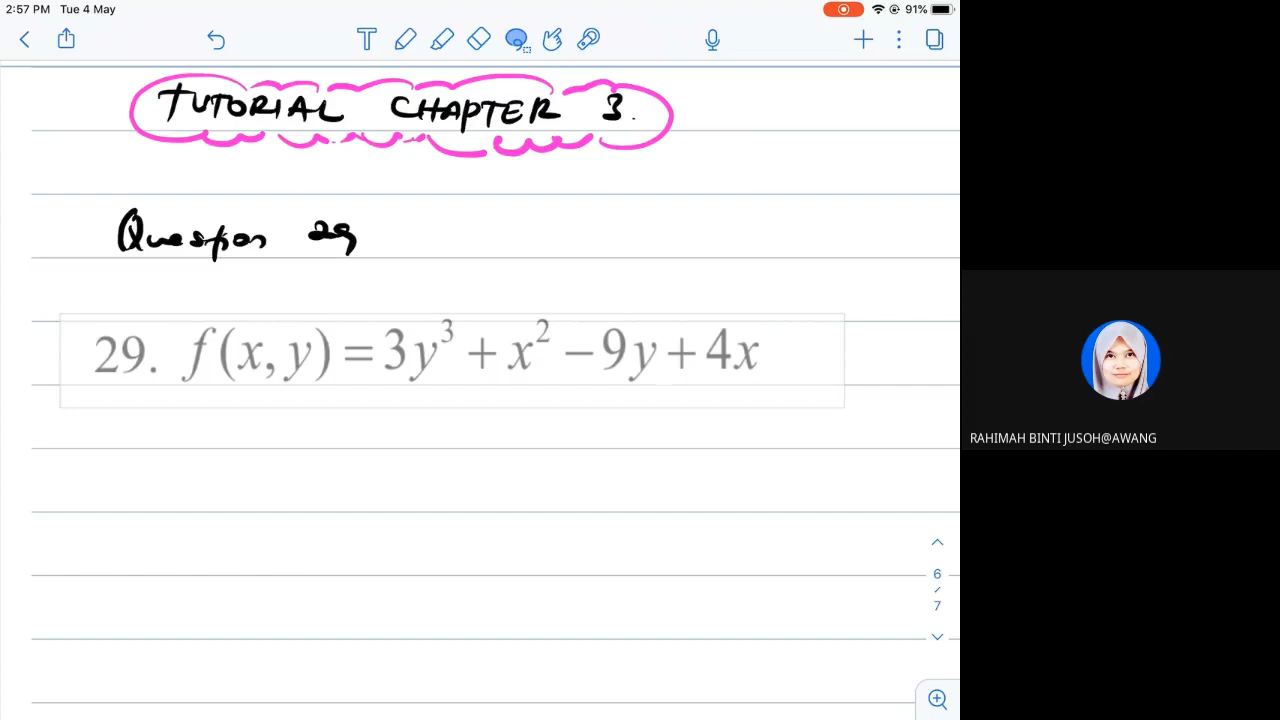 2:57 PM Tue 4 May 91%
TUTORIAL CHAPTER 3.
Question 29
29. f(x, y) = 3y³ + x² − 9y + 4x
6
/
7
RAHIMAH BINTI JUSOH@AWANG